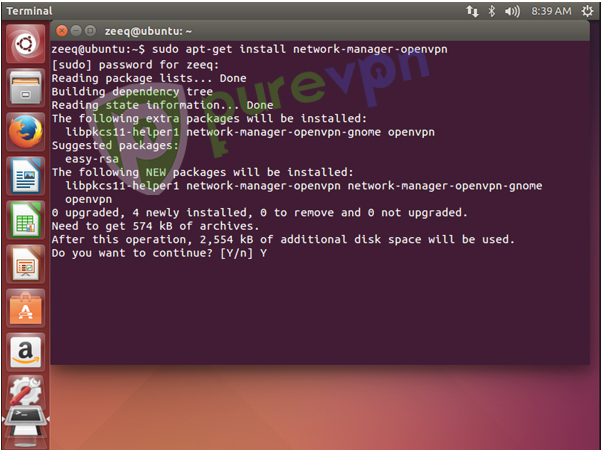 Terminal
8:39 AM
zeeq@ubuntu: ~
zeeq@ubuntu:~$ sudo apt-get install network-manager-openvpn
[sudo] password for zeeq:
Reading package lists... Done
Building dependency tree
Reading state information... Done
The following extra packages will be installed:
  libpkcs11-helper1 network-manager-openvpn-gnome openvpn
Suggested packages:
  easy-rsa
The following NEW packages will be installed:
  libpkcs11-helper1 network-manager-openvpn network-manager-openvpn-gnome
  openvpn
0 upgraded, 4 newly installed, 0 to remove and 0 not upgraded.
Need to get 574 kB of archives.
After this operation, 2,554 kB of additional disk space will be used.
Do you want to continue? [Y/n] Y
purevpn